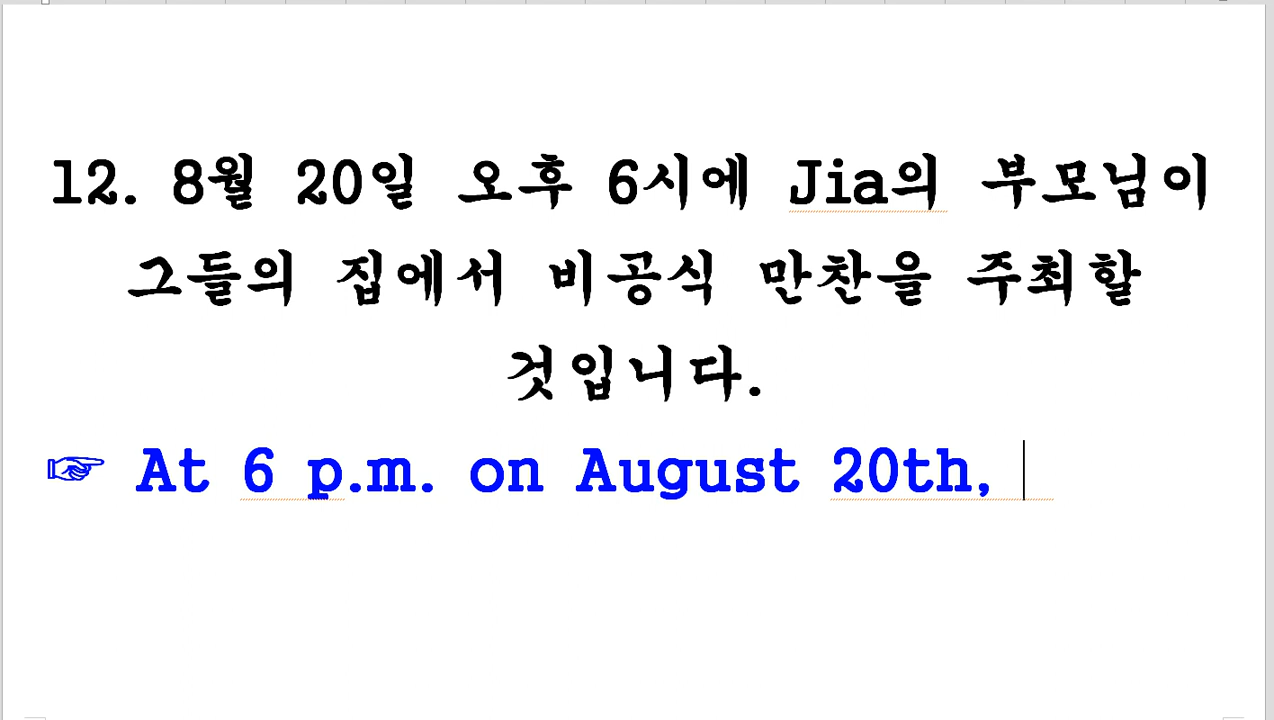 12. 8월 20일 오후 6시에 Jia의 부모님이
그들의 집에서 비공식 만찬을 주최할
것입니다.
☞ At 6 p.m. on August 20th,